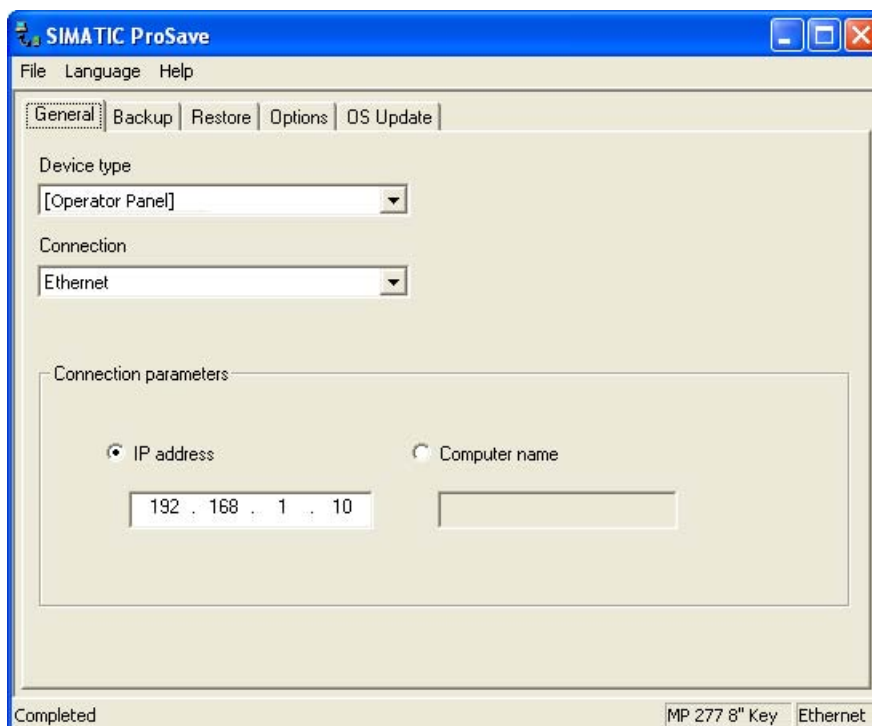 SIMATIC ProSave
File Language Help
General Backup Restore Options OS Update
Device type
[Operator Panel]
Connection
Ethernet
Connection parameters
IP address Computer name
192 . 168 . 1 . 10
Completed MP 277 8" Key Ethernet